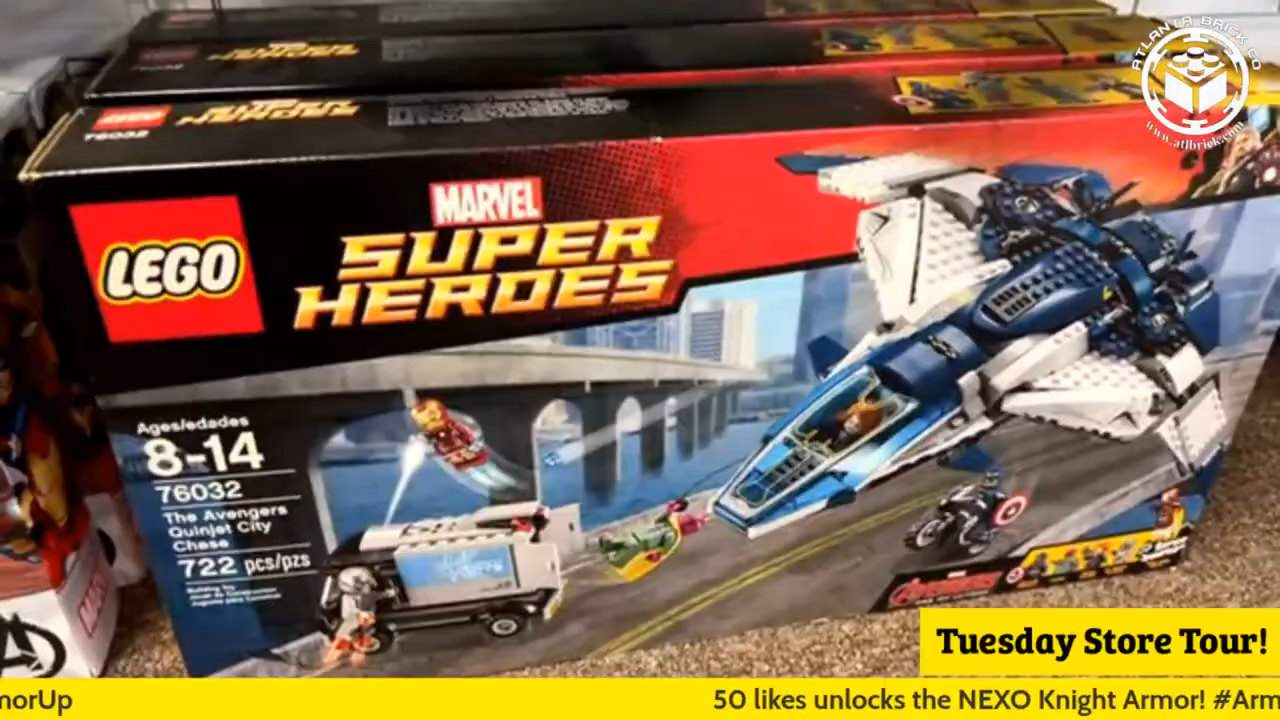 ATLANTA BRICK CO
www.atlbrick.com
LEGO
SUPER
HEROES
76032
LEGO
MARVEL
SUPER
HEROES
Ages/edades
8-14
76032
The Avengers
Quinjet City
Chase
722 pcs/pzs
MARVEL
Tuesday Store Tour!
morUp
50 likes unlocks the NEXO Knight Armor! #Arm